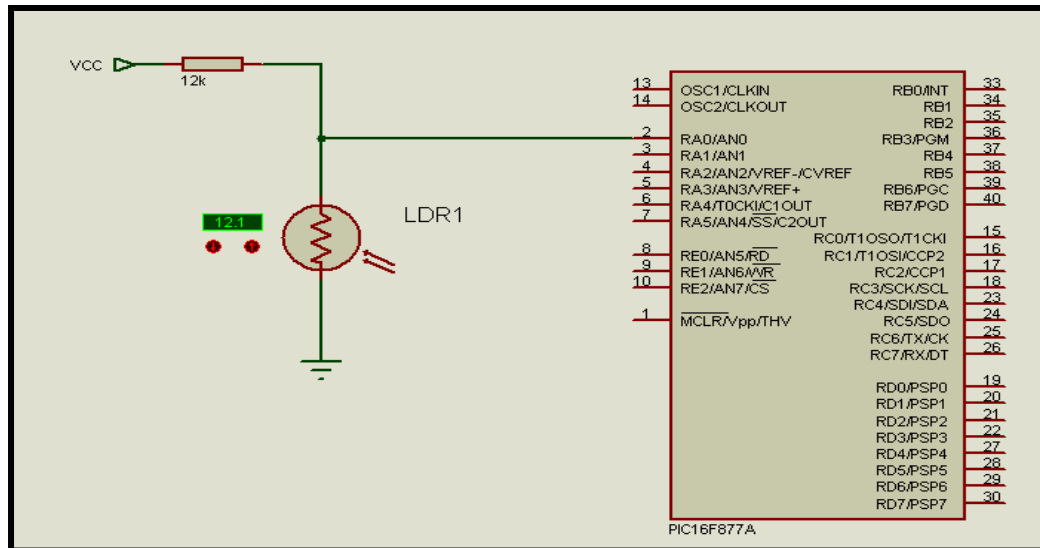 VCC
12k
12.1
LDR1
13 OSC1/CLKIN
14 OSC2/CLKOUT
2 RA0/AN0
3 RA1/AN1
4 RA2/AN2/VREF-/CVREF
5 RA3/AN3/VREF+
6 RA4/T0CKI/C1OUT
7 RA5/AN4/SS/C2OUT
8 RE0/AN5/RD
9 RE1/AN6/WR
10 RE2/AN7/CS
1 MCLR/Vpp/THV
RB0/INT 33
RB1 34
RB2 35
RB3/PGM 36
RB4 37
RB5 38
RB6/PGC 39
RB7/PGD 40
RC0/T1OSO/T1CKI 15
RC1/T1OSI/CCP2 16
RC2/CCP1 17
RC3/SCK/SCL 18
RC4/SDI/SDA 23
RC5/SDO 24
RC6/TX/CK 25
RC7/RX/DT 26
RD0/PSP0 19
RD1/PSP1 20
RD2/PSP2 21
RD3/PSP3 22
RD4/PSP4 27
RD5/PSP5 28
RD6/PSP6 29
RD7/PSP7 30
PIC16F877A